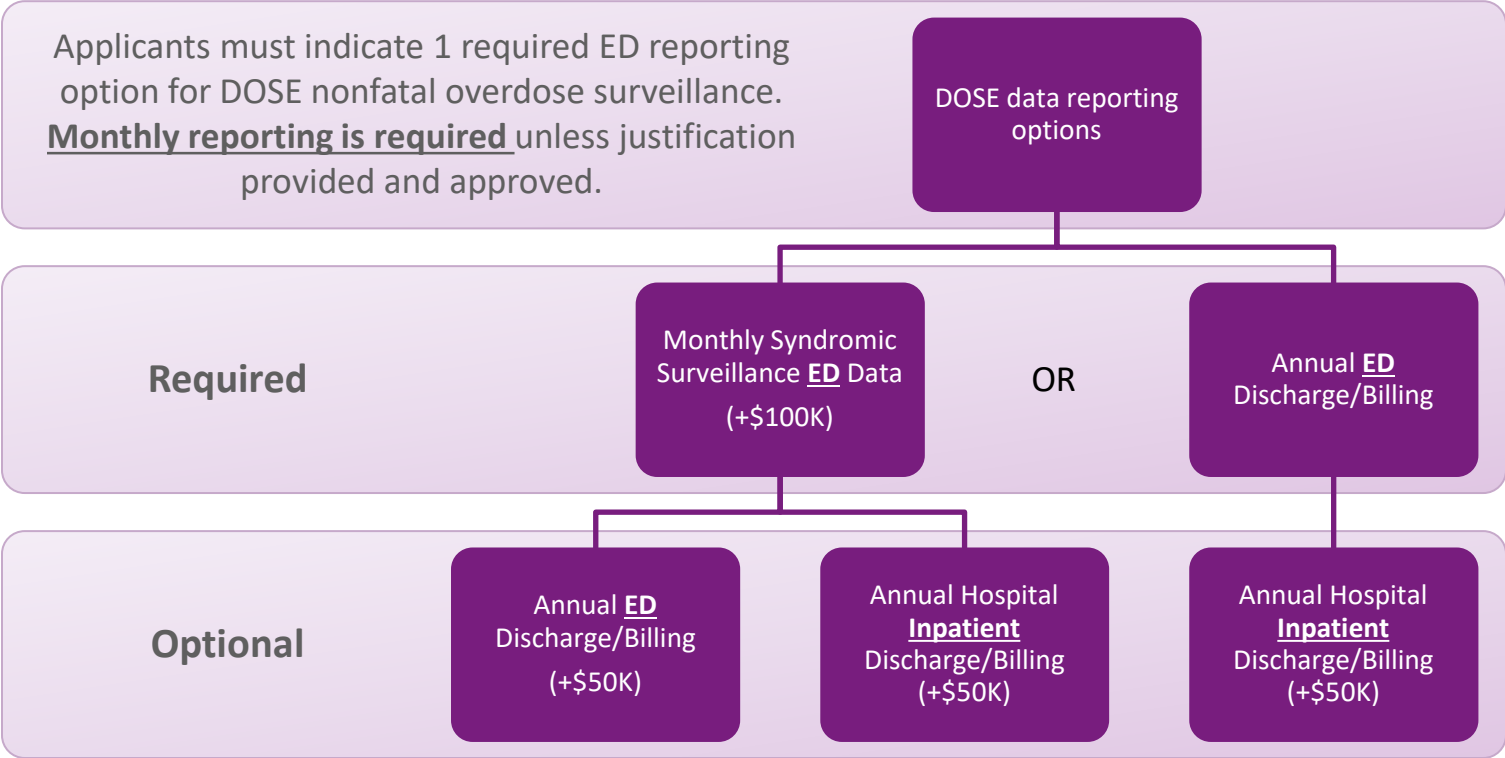 Applicants must indicate 1 required ED reporting
option for DOSE nonfatal overdose surveillance.
Monthly reporting is required unless justification
provided and approved.
DOSE data reporting
options
Required
Monthly Syndromic
Surveillance ED Data
(+$100K)
OR
Annual ED
Discharge/Billing
Optional
Annual ED
Discharge/Billing
(+$50K)
Annual Hospital
Inpatient
Discharge/Billing
(+$50K)
Annual Hospital
Inpatient
Discharge/Billing
(+$50K)